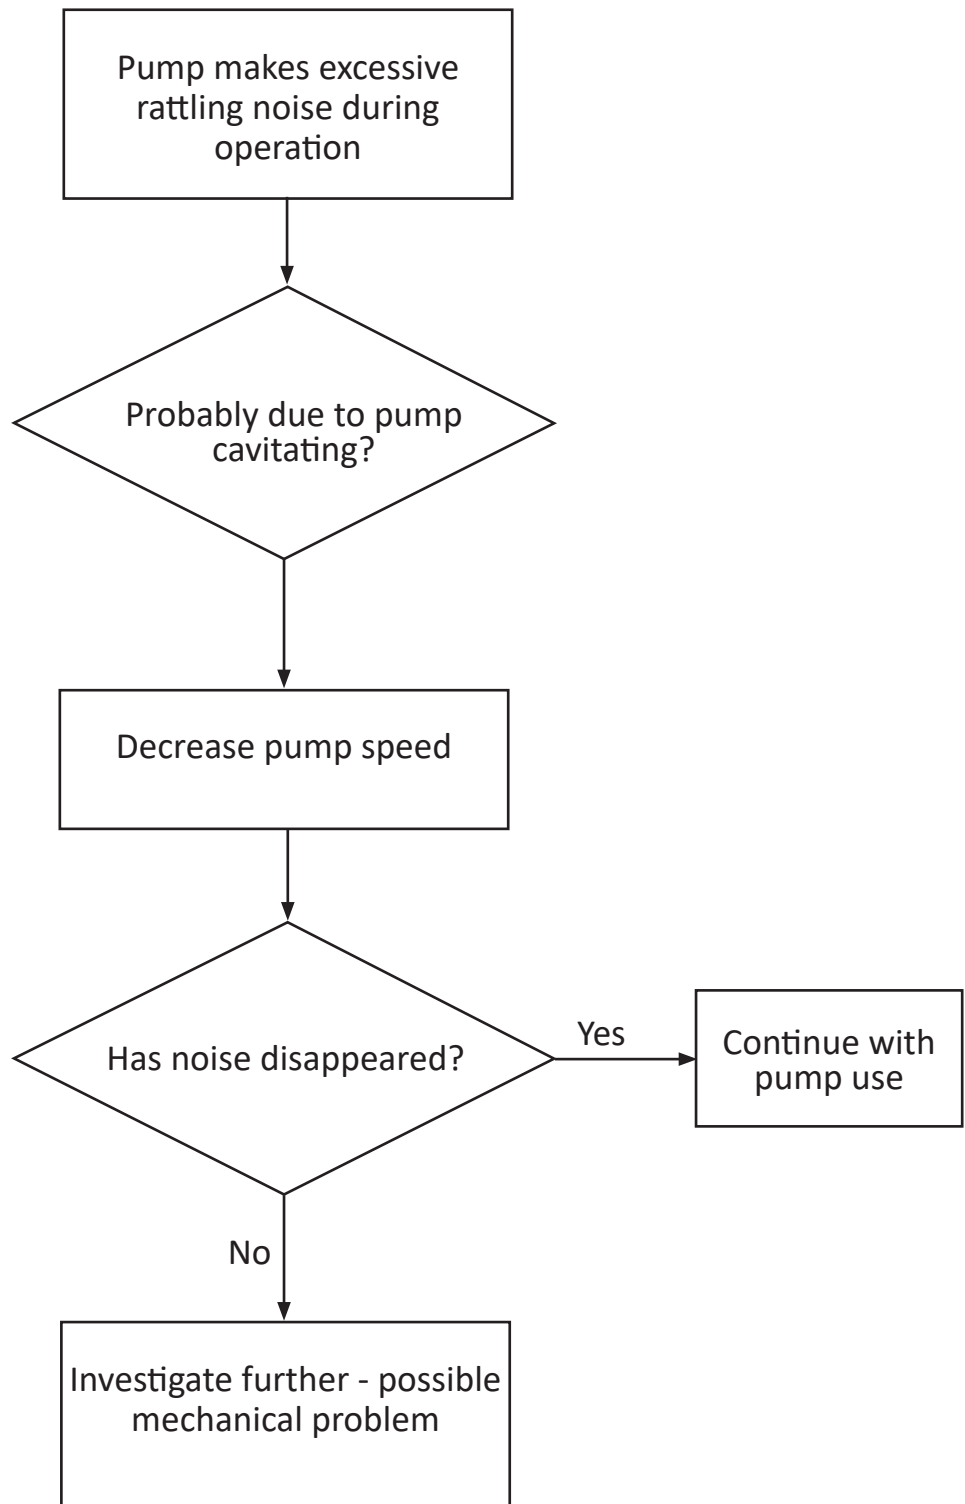 Pump makes excessive
rattling noise during
operation
Probably due to pump
cavitating?
Decrease pump speed
Has noise disappeared?
Yes
Continue with
pump use
No
Investigate further - possible
mechanical problem